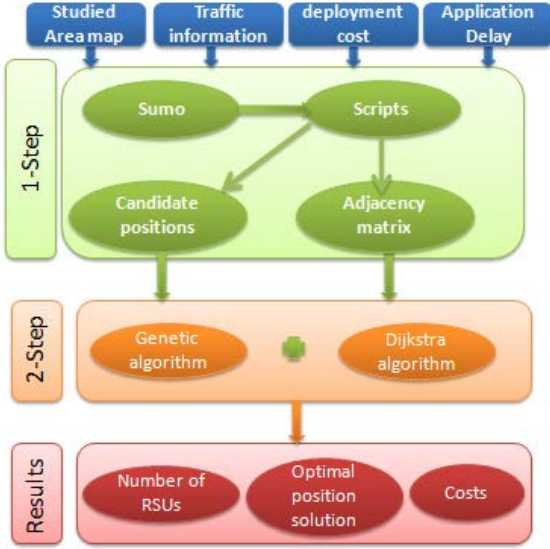 Studied
Area map
Traffic
information
deployment
cost
Application
Delay
1-Step
Sumo
Scripts
Candidate
positions
Adjacency
matrix
2-Step
Genetic
algorithm
Dijkstra
algorithm
Results
Number of
RSUs
Optimal
position
solution
Costs